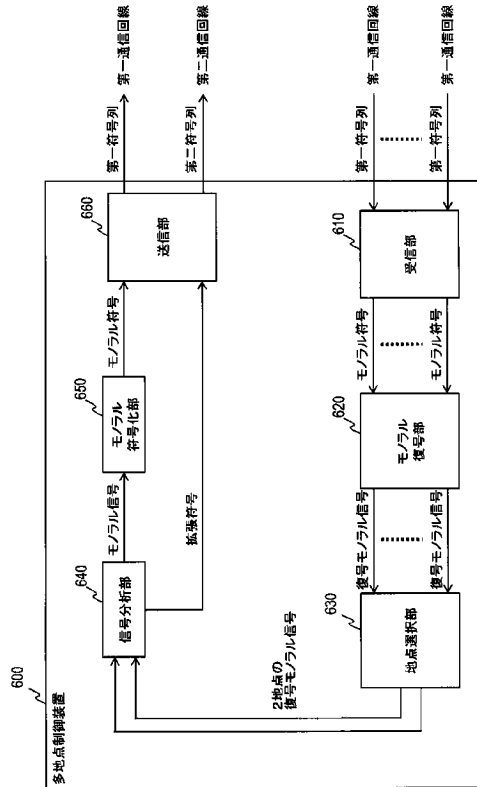 600
多地点制御装置
640
信号分析部
モノラル信号
650
モノラル
符号化部
モノラル符号
660
送信部
第一符号列
第一通信回線
第二符号列
第二通信回線
拡張符号
2地点の
復号モノラル信号
630
地点選択部
復号モノラル信号
復号モノラル信号
620
モノラル
復号部
モノラル符号
モノラル符号
610
受信部
第一符号列
第一通信回線
第一符号列
第一通信回線